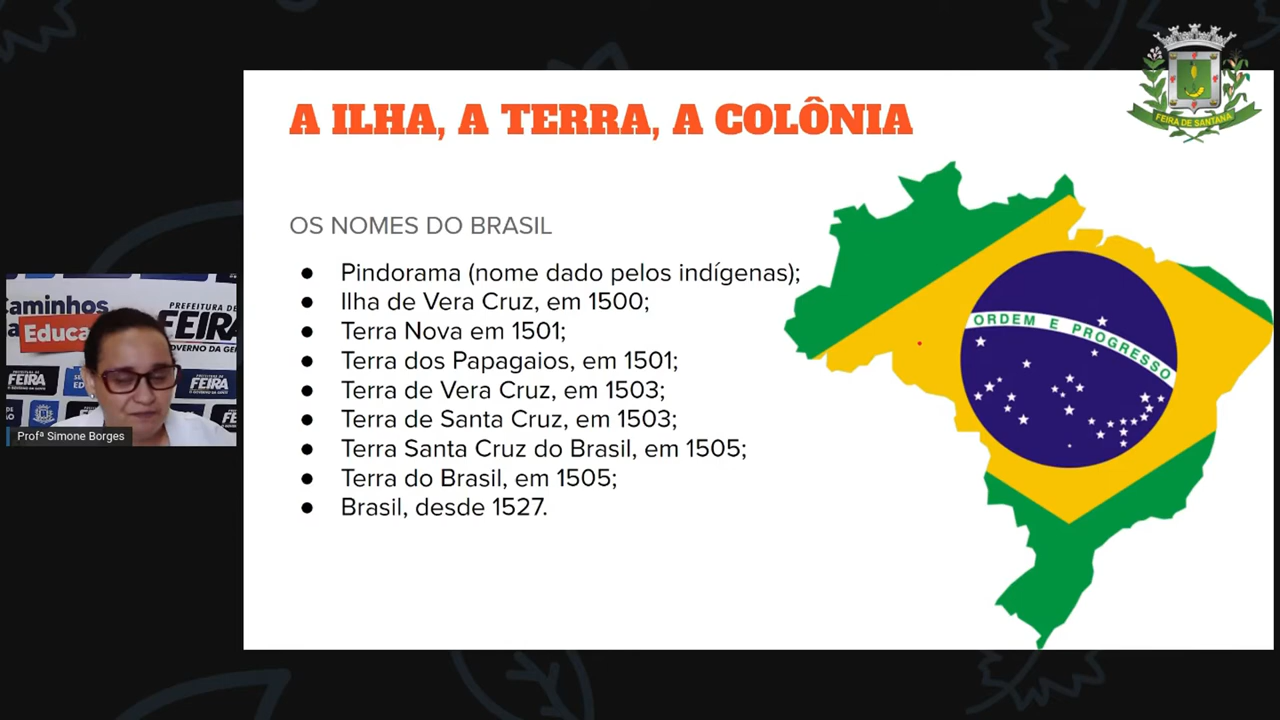 A ILHA, A TERRA, A COLÔNIA
FEIRA DE SANTANA
OS NOMES DO BRASIL
● Pindorama (nome dado pelos indígenas);
● Ilha de Vera Cruz, em 1500;
● Terra Nova em 1501;
● Terra dos Papagaios, em 1501;
● Terra de Vera Cruz, em 1503;
● Terra de Santa Cruz, em 1503;
● Terra Santa Cruz do Brasil, em 1505;
● Terra do Brasil, em 1505;
● Brasil, desde 1527.
ORDEM E PROGRESSO
Caminhos
Educa
PREFEITURA DE
FEIRA
FEIRA
FEIRA
Profª Simone Borges